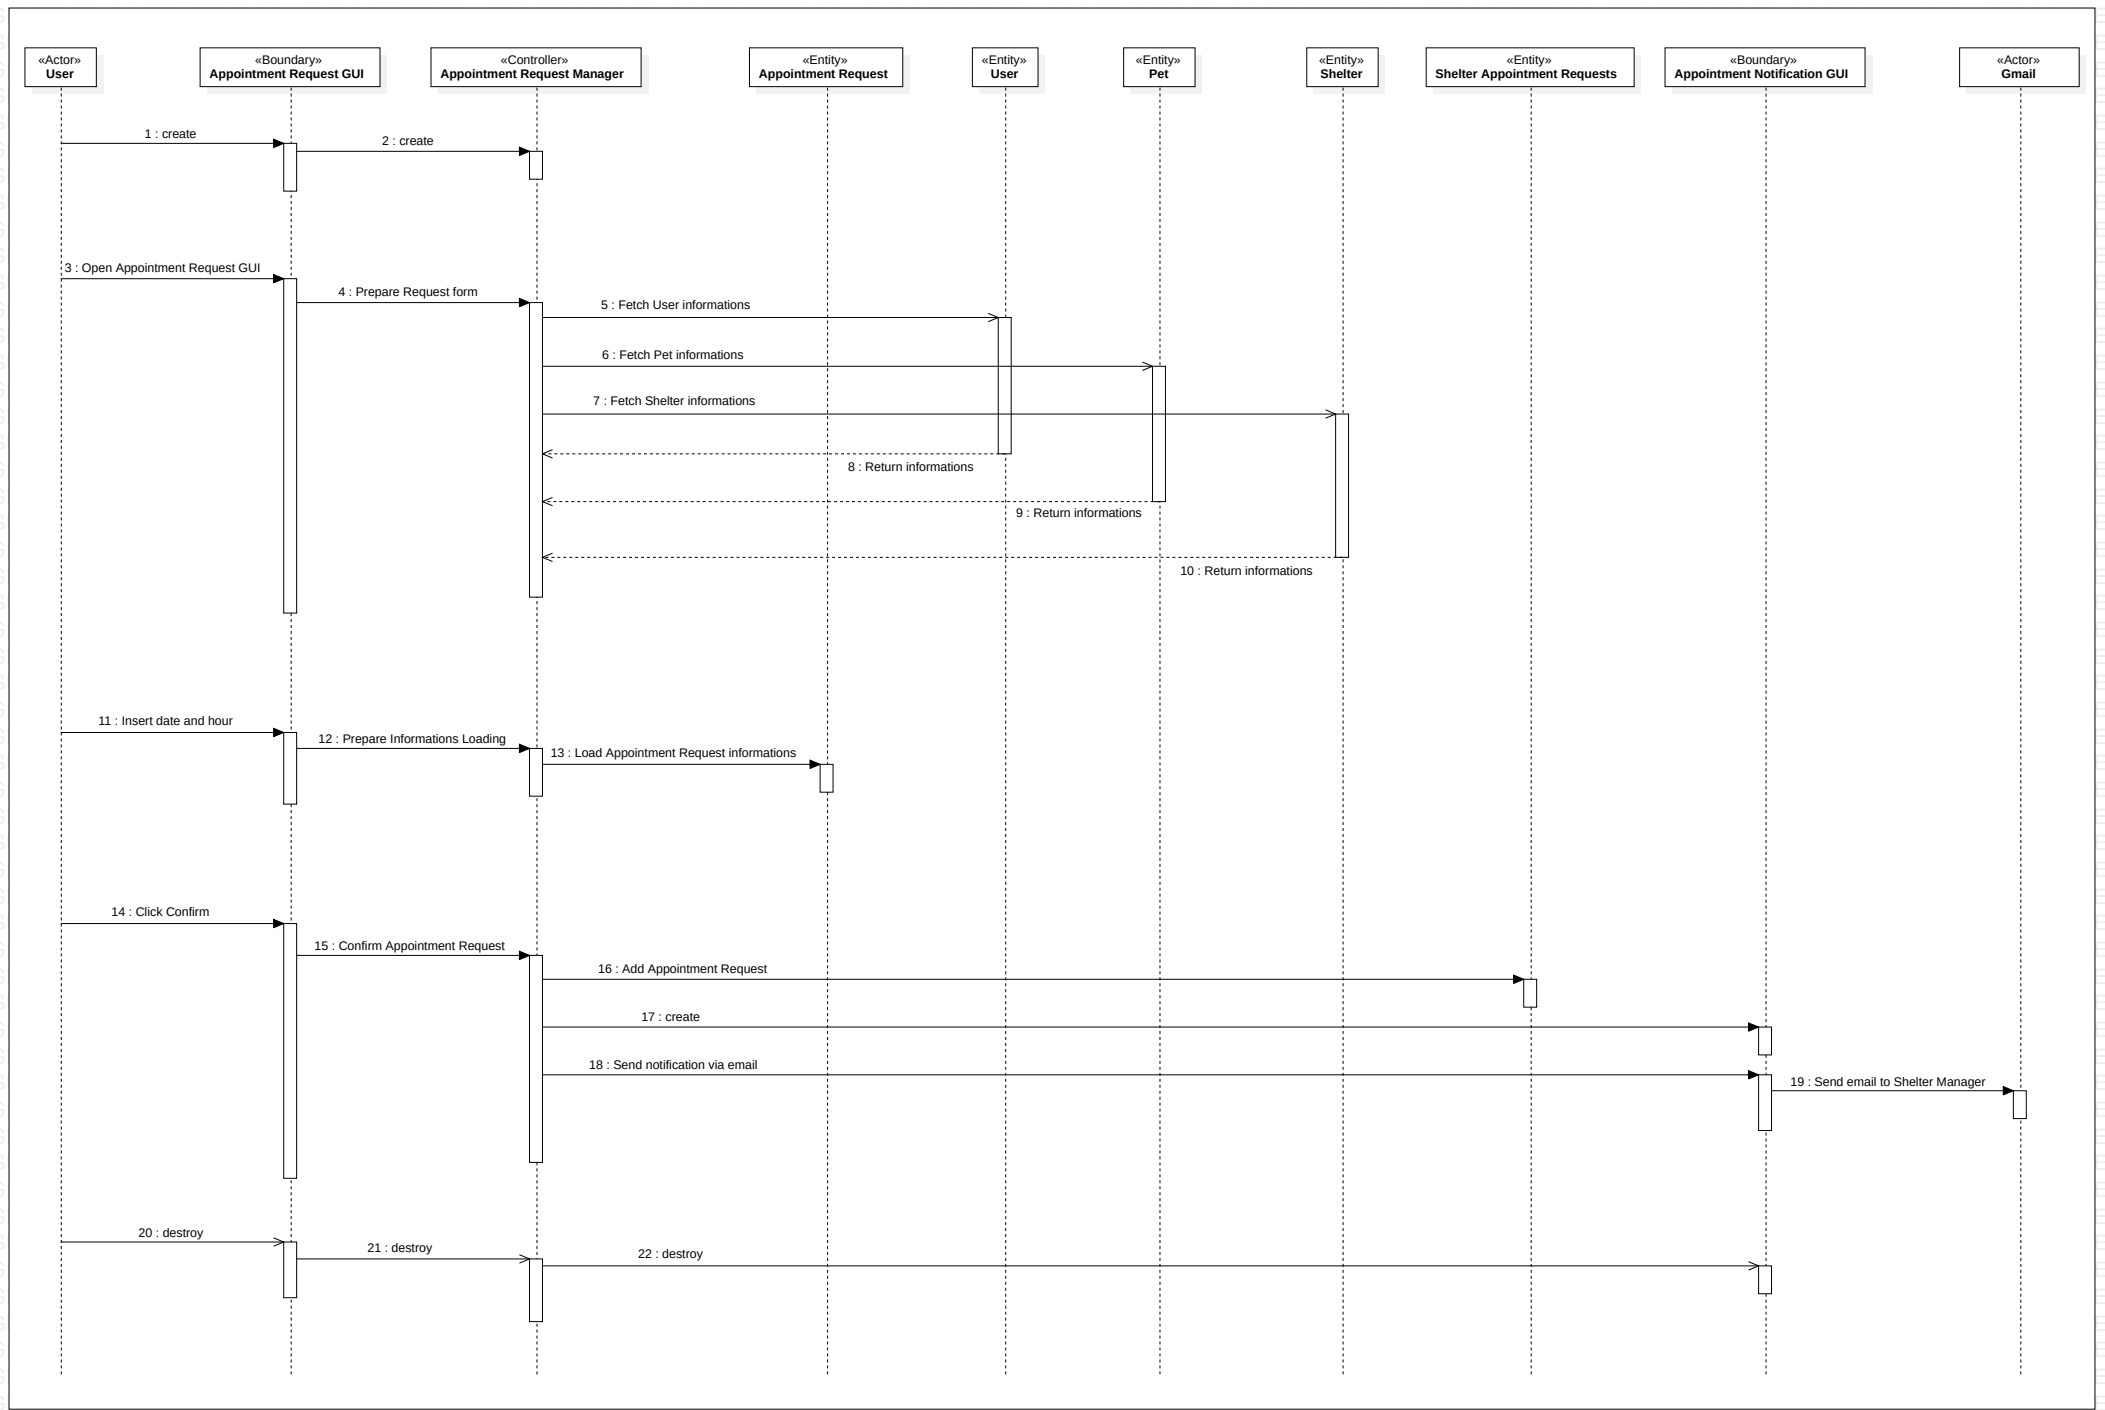 «Actor»
User
«Boundary»
Appointment Request GUI
«Controller»
Appointment Request Manager
«Entity»
Appointment Request
«Entity»
User
«Entity»
Pet
«Entity»
Shelter
«Entity»
Shelter Appointment Requests
«Boundary»
Appointment Notification GUI
«Actor»
Gmail
1 : create
2 : create
3 : Open Appointment Request GUI
4 : Prepare Request form
5 : Fetch User informations
6 : Fetch Pet informations
7 : Fetch Shelter informations
8 : Return informations
9 : Return informations
10 : Return informations
11 : Insert date and hour
12 : Prepare Informations Loading
13 : Load Appointment Request informations
14 : Click Confirm
15 : Confirm Appointment Request
16 : Add Appointment Request
17 : create
18 : Send notification via email
19 : Send email to Shelter Manager
20 : destroy
21 : destroy
22 : destroy